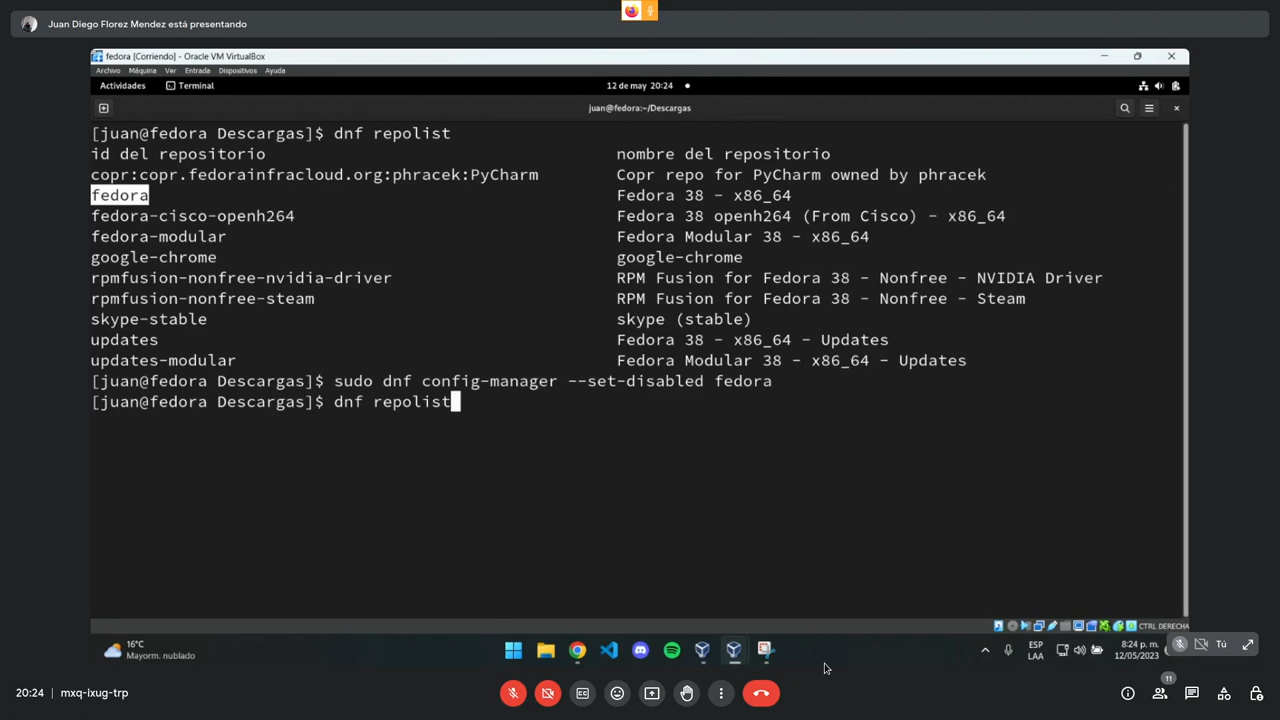 Juan Diego Florez Mendez está presentando
fedora [Corriendo] - Oracle VM VirtualBox
Archivo Máquina Ver Entrada Dispositivos Ayuda
Actividades Terminal 12 de may 20:24
juan@fedora:~/Descargas
[juan@fedora Descargas]$ dnf repolist
id del repositorio nombre del repositorio
copr:copr.fedorainfracloud.org:phracek:PyCharm Copr repo for PyCharm owned by phracek
fedora Fedora 38 - x86_64
fedora-cisco-openh264 Fedora 38 openh264 (From Cisco) - x86_64
fedora-modular Fedora Modular 38 - x86_64
google-chrome google-chrome
rpmfusion-nonfree-nvidia-driver RPM Fusion for Fedora 38 - Nonfree - NVIDIA Driver
rpmfusion-nonfree-steam RPM Fusion for Fedora 38 - Nonfree - Steam
skype-stable skype (stable)
updates Fedora 38 - x86_64 - Updates
updates-modular Fedora Modular 38 - x86_64 - Updates
[juan@fedora Descargas]$ sudo dnf config-manager --set-disabled fedora
[juan@fedora Descargas]$ dnf repolist
CTRL DERECHA
16°C
Mayorm. nublado
ESP
LAA
8:24 p. m.
12/05/2023
Tú
20:24 mxq-ixug-trp
11